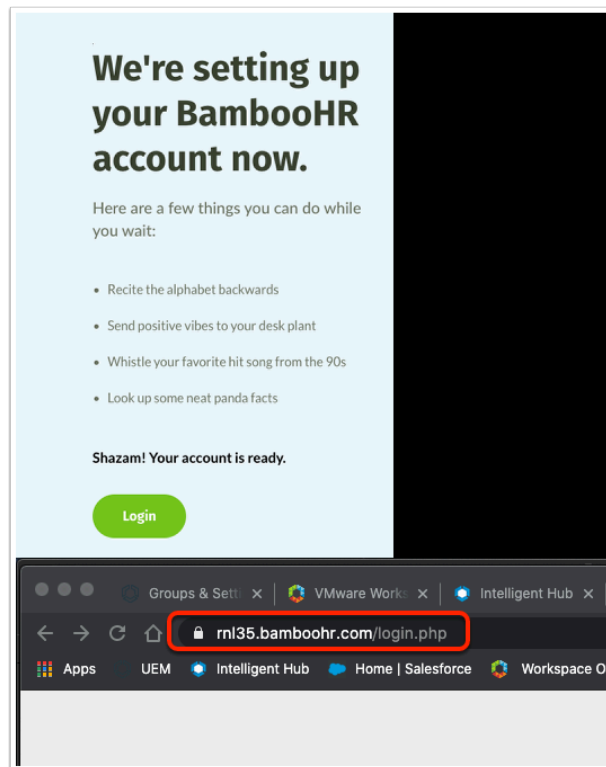 We're setting up
your BambooHR
account now.
Here are a few things you can do while
you wait:
• Recite the alphabet backwards
• Send positive vibes to your desk plant
• Whistle your favorite hit song from the 90s
• Look up some neat panda facts
Shazam! Your account is ready.
Login
Groups & Setti VMware Works Intelligent Hub
rnl35.bamboohr.com/login.php
Apps UEM Intelligent Hub Home | Salesforce Workspace O